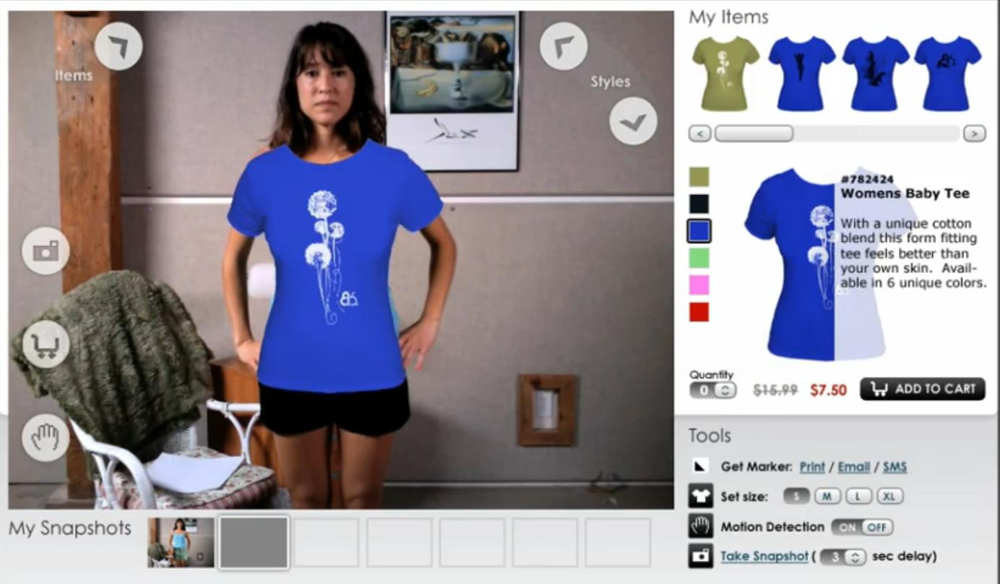 Items
Styles
My Items
<
>
#782424
Womens Baby Tee
With a unique cotton
blend this form fitting
tee feels better than
your own skin. Avail-
able in 6 unique colors.
Quantity
0
$15.99 $7.50
ADD TO CART
Tools
Get Marker: Print / Email / SMS
Set size: S M L XL
Motion Detection ON OFF
Take Snapshot ( 3 sec delay)
My Snapshots